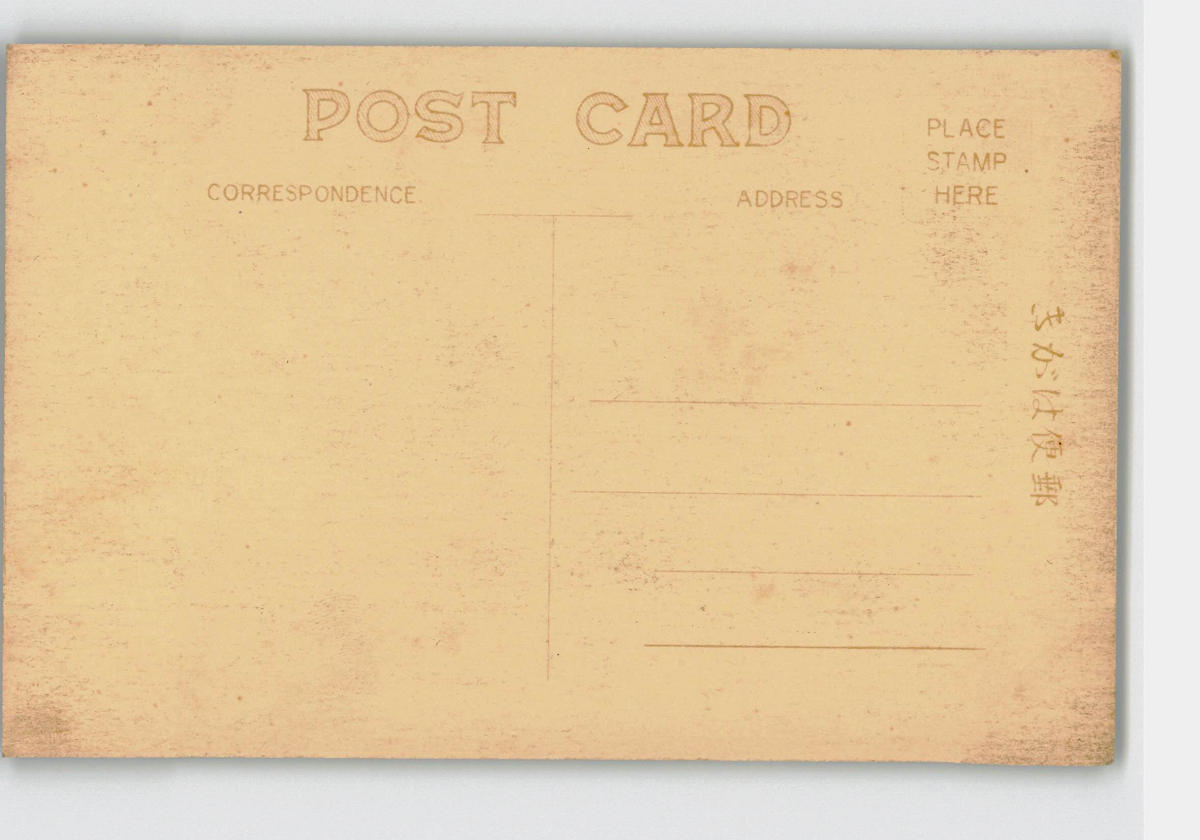 POST CARD
CORRESPONDENCE
ADDRESS
PLACE
STAMP
HERE
郵便はがき